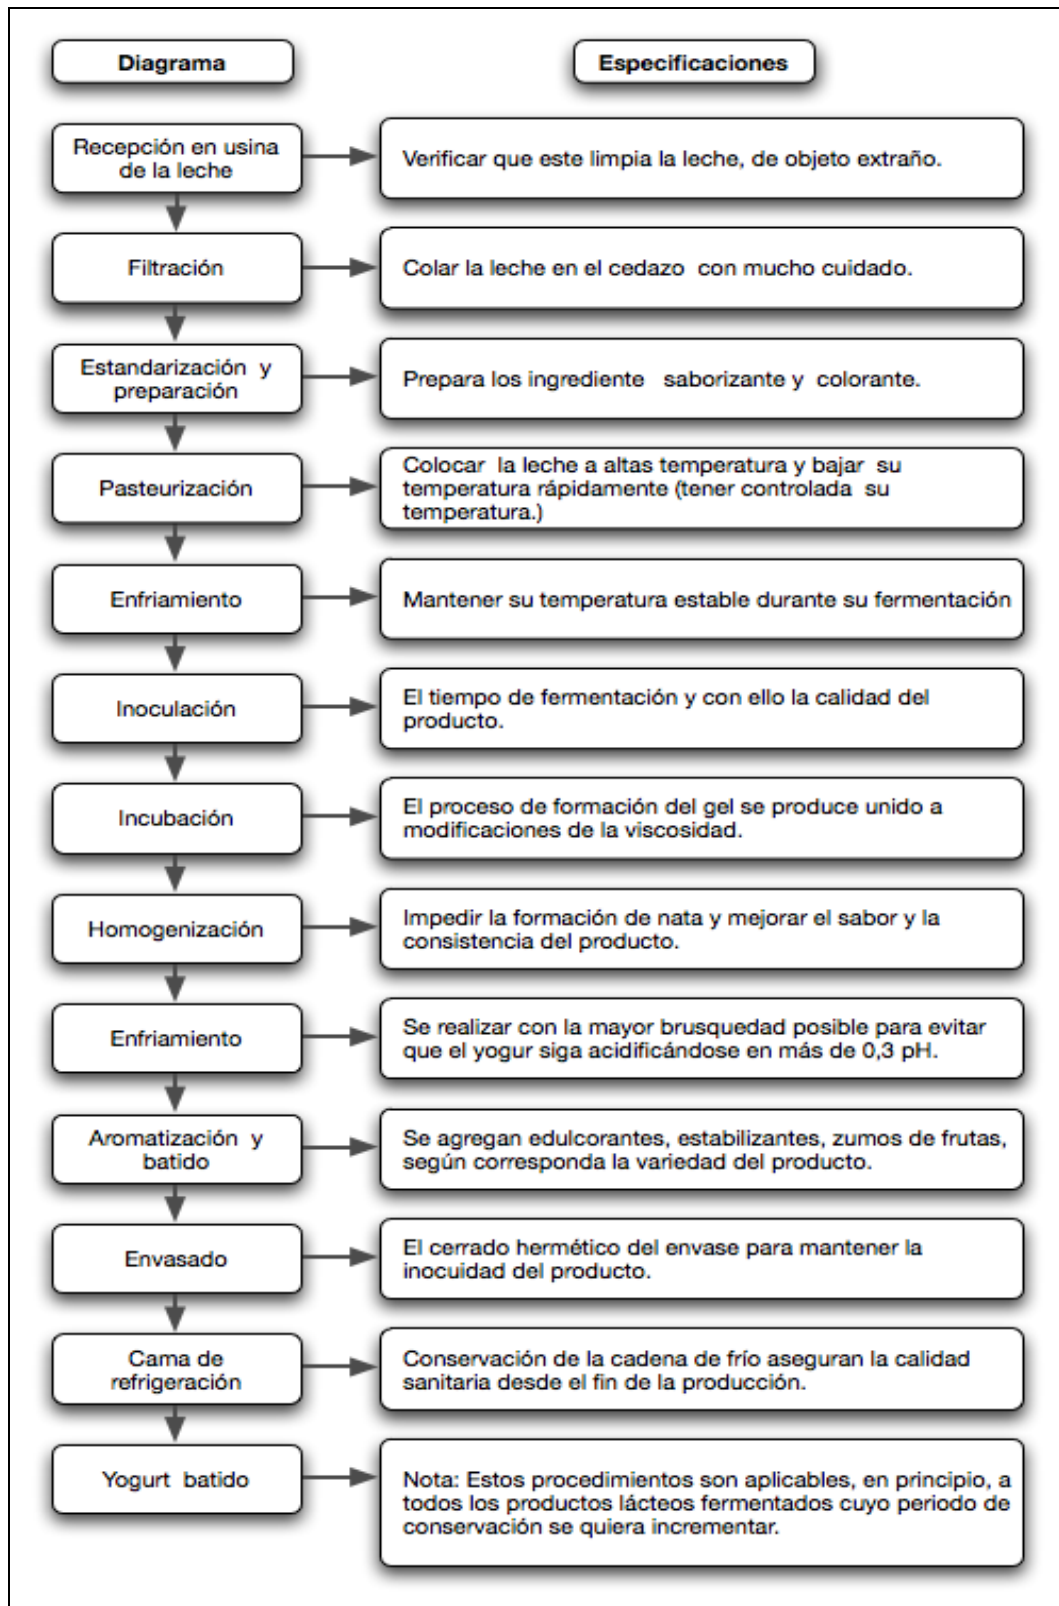 Diagrama
Especificaciones
Recepción en usina
de la leche
Verificar que este limpia la leche, de objeto extraño.
Filtración
Colar la leche en el cedazo con mucho cuidado.
Estandarización y
preparación
Prepara los ingrediente saborizante y colorante.
Pasteurización
Colocar la leche a altas temperatura y bajar su
temperatura rápidamente (tener controlada su
temperatura.)
Enfriamiento
Mantener su temperatura estable durante su fermentación
Inoculación
El tiempo de fermentación y con ello la calidad del
producto.
Incubación
El proceso de formación del gel se produce unido a
modificaciones de la viscosidad.
Homogenización
Impedir la formación de nata y mejorar el sabor y la
consistencia del producto.
Enfriamiento
Se realizar con la mayor brusquedad posible para evitar
que el yogur siga acidificándose en más de 0,3 pH.
Aromatización y
batido
Se agregan edulcorantes, estabilizantes, zumos de frutas,
según corresponda la variedad del producto.
Envasado
El cerrado hermético del envase para mantener la
inocuidad del producto.
Cama de
refrigeración
Conservación de la cadena de frío aseguran la calidad
sanitaria desde el fin de la producción.
Yogurt batido
Nota: Estos procedimientos son aplicables, en principio, a
todos los productos lácteos fermentados cuyo periodo de
conservación se quiera incrementar.